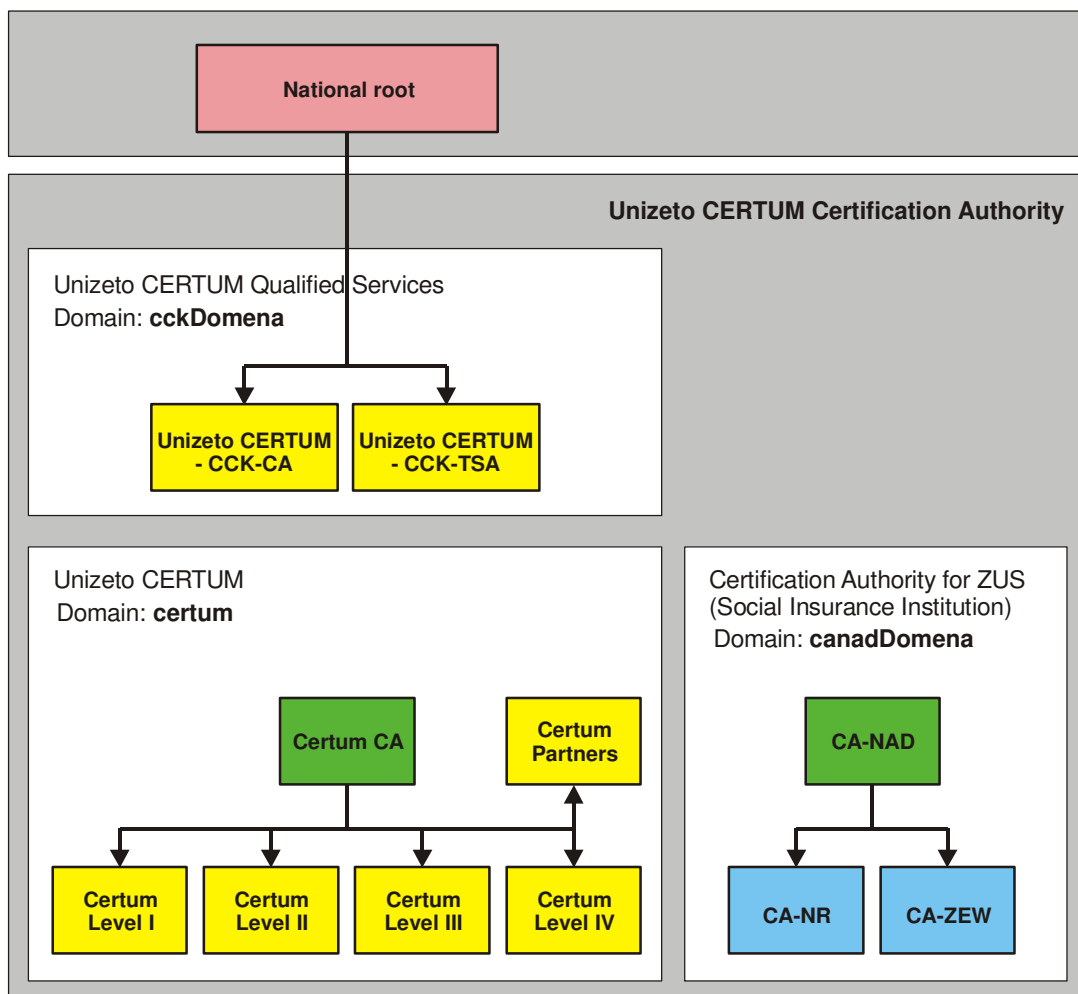 National root
Unizeto CERTUM Certification Authority
Unizeto CERTUM Qualified Services
Domain: cckDomena
Unizeto CERTUM
- CCK-CA
Unizeto CERTUM
- CCK-TSA
Unizeto CERTUM
Domain: certum
Certum CA
Certum
Partners
Certum
Level I
Certum
Level II
Certum
Level III
Certum
Level IV
Certification Authority for ZUS
(Social Insurance Institution)
Domain: canadDomena
CA-NAD
CA-NR
CA-ZEW